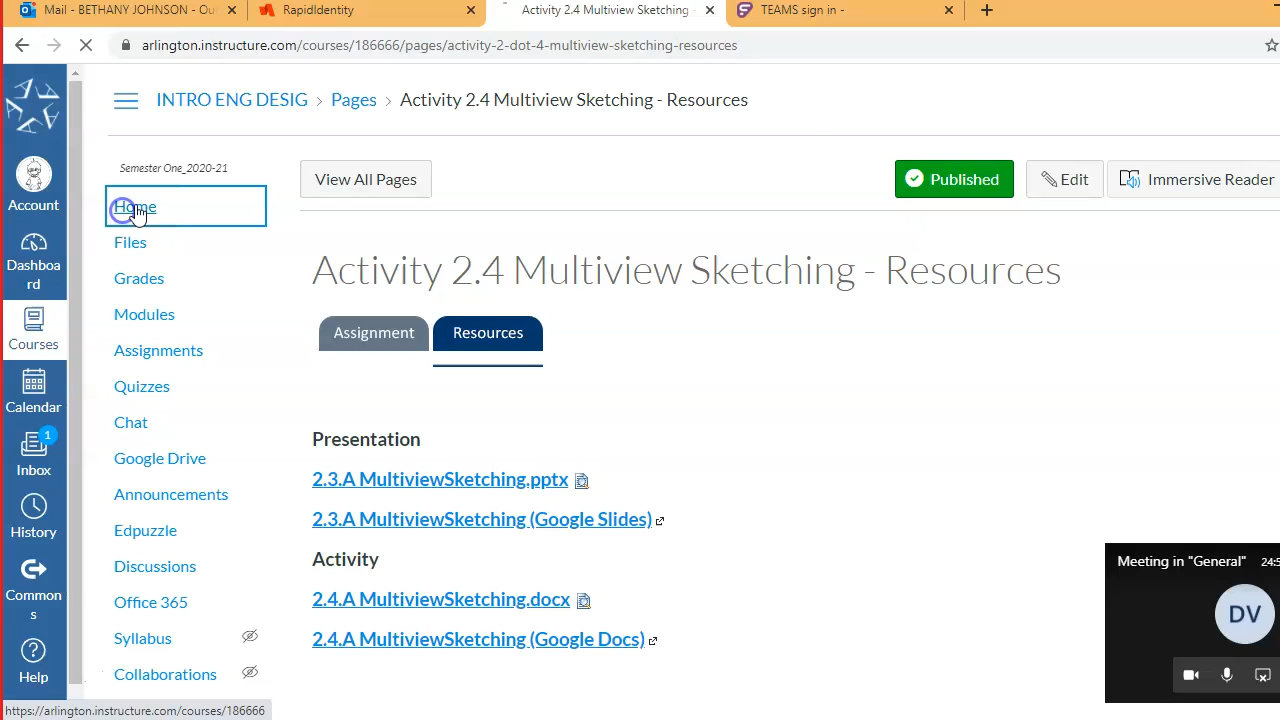 Mail - BETHANY JOHNSON - Ou
RapidIdentity
Activity 2.4 Multiview Sketching
TEAMS sign in -
arlington.instructure.com/courses/186666/pages/activity-2-dot-4-multiview-sketching-resources
INTRO ENG DESIG > Pages > Activity 2.4 Multiview Sketching - Resources
Semester One_2020-21
Home
Files
Grades
Modules
Assignments
Quizzes
Chat
Google Drive
Announcements
Edpuzzle
Discussions
Office 365
Syllabus
Collaborations
Account
Dashboa
rd
Courses
Calendar
1
Inbox
History
Common
s
Help
View All Pages
Published
Edit
Immersive Reader
Activity 2.4 Multiview Sketching - Resources
Assignment
Resources
Presentation
2.3.A MultiviewSketching.pptx
2.3.A MultiviewSketching (Google Slides)
Activity
2.4.A MultiviewSketching.docx
2.4.A MultiviewSketching (Google Docs)
Meeting in "General"
24:5
DV
https://arlington.instructure.com/courses/186666